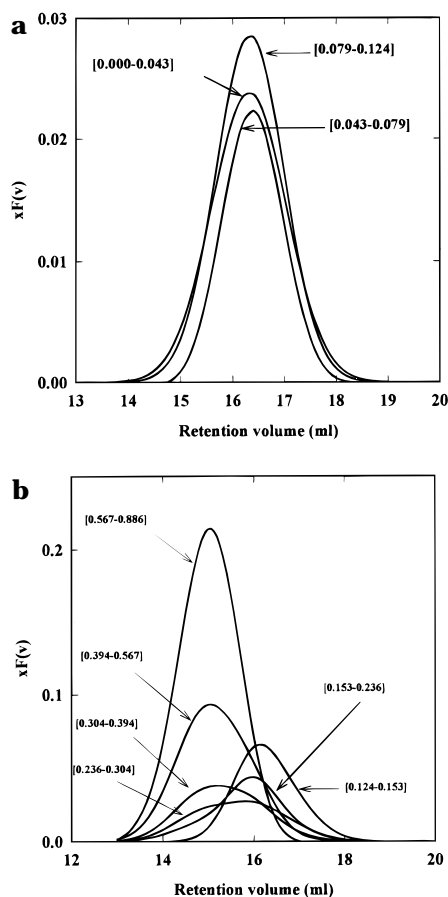 a
0.03
[0.079-0.124]
[0.000-0.043]
0.02
[0.043-0.079]
xF(v)
0.01
0.00
13 14 15 16 17 18 19 20
Retention volume (ml)
b
[0.567-0.886]
0.2
xF(v)
[0.394-0.567]
[0.153-0.236]
0.1
[0.304-0.394]
[0.236-0.304]
[0.124-0.153]
0.0
12 14 16 18 20
Retention volume (ml)